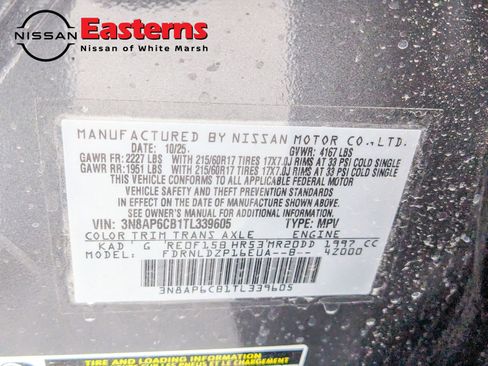 NISSAN
Easterns
Nissan of White Marsh
MANUFACTURED BY NISSAN MOTOR CO.,LTD.
DATE: 10/25. GVWR: 4167 LBS
GAWR FR: 2227 LBS WITH 215/60R17 TIRES 17X7.0J RIMS AT 33 PSI COLD SINGLE
GAWR RR: 1951 LBS WITH 215/60R17 TIRES 17X7.0J RIMS AT 33 PSI COLD SINGLE
THIS VEHICLE CONFORMS TO ALL APPLICABLE FEDERAL MOTOR
VEHICLE SAFETY AND THEFT PREVENTION STANDARDS
IN EFFECT ON THE DATE OF MANUFACTURE SHOWN ABOVE.
SEE OWNER'S MANUAL FOR ADDITIONAL INFORMATION
VIN: 3N8AP6CB1TL339605 TYPE: MPV
COLOR TRIM TRANS AXLE ENGINE
KAD G RE0F15B HR53 MR20DD 1997 CC
FDRNLDZP16EUA--B-- 42000
3N8AP6CB1TL339605
TIRE AND LOADING INFORMATION